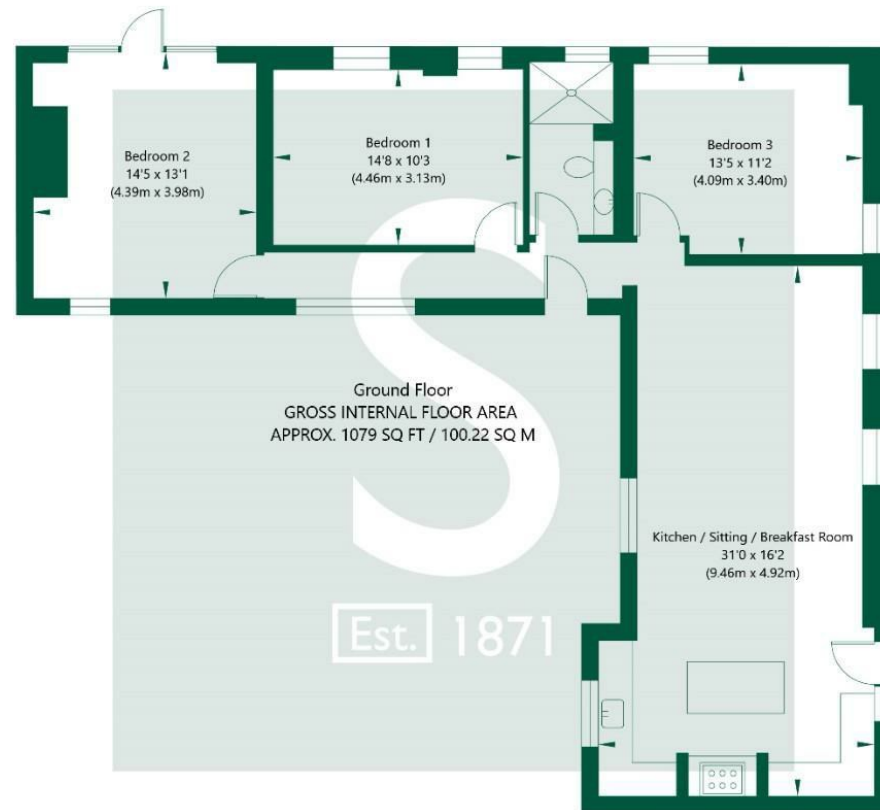 Bedroom 2
14'5 x 13'1
(4.39m x 3.98m)
Bedroom 1
14'8 x 10'3
(4.46m x 3.13m)
Bedroom 3
13'5 x 11'2
(4.09m x 3.40m)
S
Ground Floor
GROSS INTERNAL FLOOR AREA
APPROX. 1079 SQ FT / 100.22 SQ M
Kitchen / Sitting / Breakfast Room
31'0 x 16'2
(9.46m x 4.92m)
Est. 1871